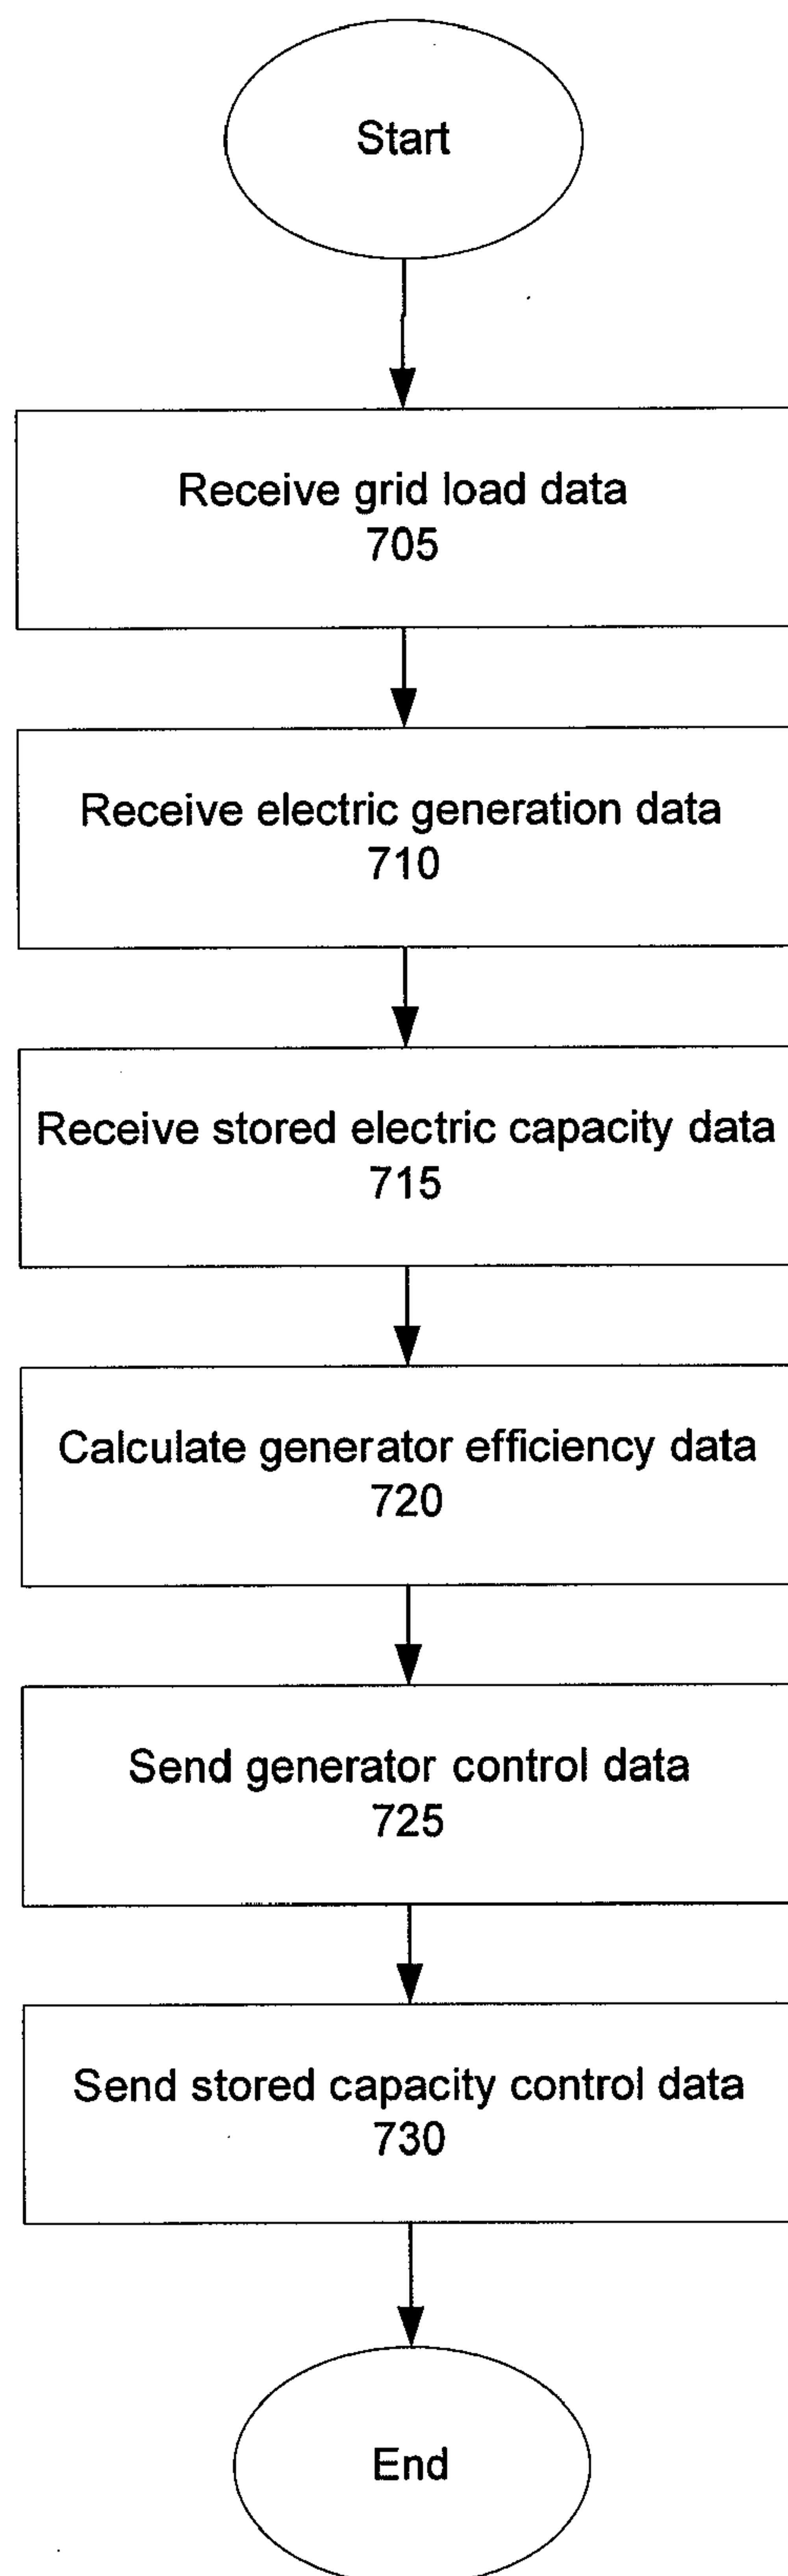 Start
Receive grid load data
705
Receive electric generation data
710
Receive stored electric capacity data
715
Calculate generator efficiency data
720
Send generator control data
725
Send stored capacity control data
730
End